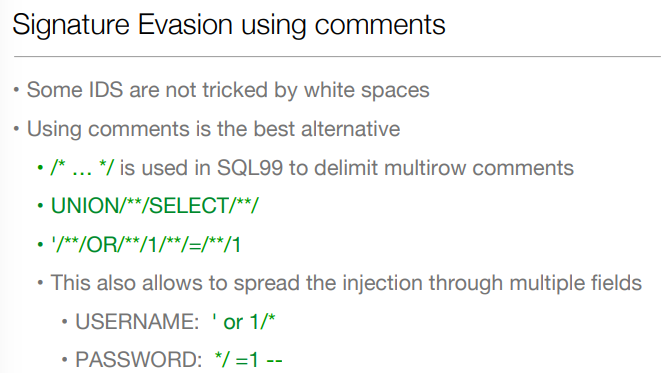 Signature Evasion using comments
• Some IDS are not tricked by white spaces
• Using comments is the best alternative
• /* … */ is used in SQL99 to delimit multirow comments
• UNION/**/SELECT/**/
• '/**/OR/**/1/**/=/**/1
• This also allows to spread the injection through multiple fields
• USERNAME: ' or 1/*
• PASSWORD: */ =1 --